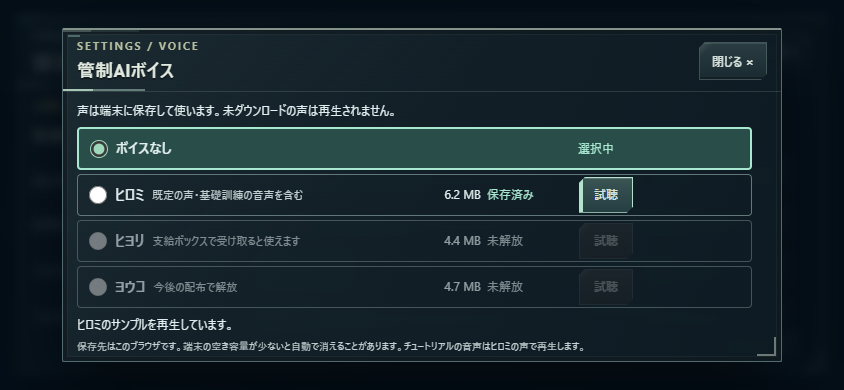 SETTINGS / VOICE
管制AIボイス
閉じる ×
声は端末に保存して使います。未ダウンロードの声は再生されません。
ボイスなし 選択中
ヒロミ 既定の声・基礎訓練の音声を含む 6.2 MB 保存済み 試聴
ヒヨリ 支給ボックスで受け取ると使えます 4.4 MB 未解放 試聴
ヨウコ 今後の配布で解放 4.7 MB 未解放 試聴
ヒロミのサンプルを再生しています。
保存先はこのブラウザです。端末の空き容量が少ないと自動で消えることがあります。チュートリアルの音声はヒロミの声で再生します。